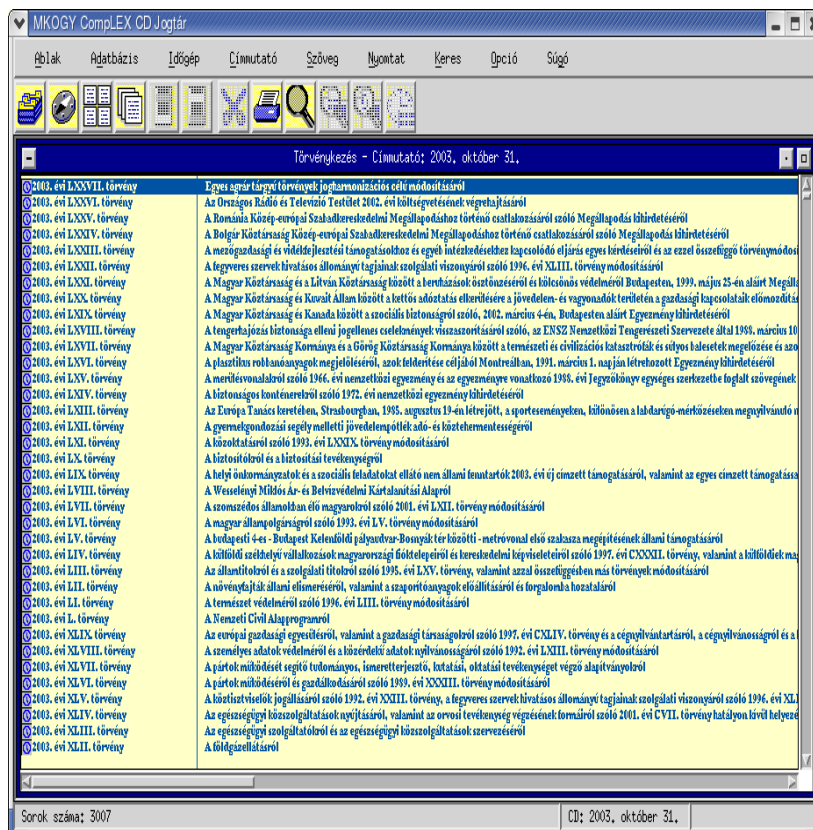 MKOGY CompLEX CD Jogtár
Ablak Adatbázis Időgép Címmutató Szöveg Nyomtat Keres Opció Súgó
Törvénykezés - Címmutató: 2003. október 31.
2003. évi LXXVII. törvény Egyes agrár tárgyú törvények jogharmonizációs célú módosításáról
2003. évi LXXVI. törvény Az Országos Rádió és Televízió Testület 2002. évi költségvetésének végrehajtásáról
2003. évi LXXV. törvény A Románia Közép-európai Szabadkereskedelmi Megállapodáshoz történő csatlakozásáról szóló Megállapodás kihirdetéséről
2003. évi LXXIV. törvény A Bolgár Köztársaság Közép-európai Szabadkereskedelmi Megállapodáshoz történő csatlakozásáról szóló Megállapodás kihirdetéséről
2003. évi LXXIII. törvény A mezőgazdasági és vidékfejlesztési támogatásokhoz és egyéb intézkedésekhez kapcsolódó eljárás egyes kérdéseiről és az ezzel összefüggő törvénymódosí
2003. évi LXXII. törvény A fegyveres szervek hivatásos állományú tagjainak szolgálati viszonyáról szóló 1996. évi XLIII. törvény módosításáról
2003. évi LXXI. törvény A Magyar Köztársaság és a Litván Köztársaság között a beruházások ösztönzéséről és kölcsönös védelméről Budapesten, 1999. május 25-én aláírt Megálla
2003. évi LXX. törvény A Magyar Köztársaság és Kuvait Állam között a kettős adóztatás elkerülésére a jövedelem- és vagyonadók területén a gazdasági kapcsolataik előmozdítás
2003. évi LXIX. törvény A Magyar Köztársaság és Kanada között a szociális biztonságról szóló, 2002. március 4-én, Budapesten aláírt Egyezmény kihirdetéséről
2003. évi LXVIII. törvény A tengerhajózás biztonsága elleni jogellenes cselekmények visszaszorításáról szóló, az ENSZ Nemzetközi Tengerészeti Szervezete által 1988. március 10
2003. évi LXVII. törvény A Magyar Köztársaság Kormánya és a Görög Köztársaság Kormánya között a természeti és civilizációs katasztrófák és súlyos balesetek megelőzése és azo
2003. évi LXVI. törvény A plasztikus robbanóanyagok megjelöléséről, azok felderítése céljából Montreálban, 1991. március 1. napján létrehozott Egyezmény kihirdetéséről
2003. évi LXV. törvény A merülésvonalakról szóló 1966. évi nemzetközi egyezmény és az egyezményre vonatkozó 1988. évi Jegyzőkönyv egységes szerkezetbe foglalt szövegének
2003. évi LXIV. törvény A biztonságos konténerekről szóló 1972. évi nemzetközi egyezmény kihirdetéséről
2003. évi LXIII. törvény Az Európa Tanács keretében, Strasbourgban, 1985. augusztus 19-én létrejött, a sporteseményeken, különösen a labdarúgó-mérkőzéseken megnyilvánuló n
2003. évi LXII. törvény A gyermekgondozási segély melletti jövedelempótlék adó- és köztehermentességéről
2003. évi LXI. törvény A közoktatásról szóló 1993. évi LXXIX. törvény módosításáról
2003. évi LX. törvény A biztosítókról és a biztosítási tevékenységről
2003. évi LIX. törvény A helyi önkormányzatok és a szociális feladatokat ellátó nem állami fenntartók 2003. évi új címzett támogatásáról, valamint az egyes címzett támogatássa
2003. évi LVIII. törvény A Wesselényi Miklós Ár- és Belvízvédelmi Kártalanítási Alapról
2003. évi LVII. törvény A szomszédos államokban élő magyarokról szóló 2001. évi LXII. törvény módosításáról
2003. évi LVI. törvény A magyar állampolgárságról szóló 1993. évi LV. törvény módosításáról
2003. évi LV. törvény A budapesti 4-es - Budapest Kelenföldi pályaudvar-Bosnyák tér közötti - metróvonal első szakasza megépítésének állami támogatásáról
2003. évi LIV. törvény A külföldi székhelyű vállalkozások magyarországi fióktelepeiről és kereskedelmi képviseleteiről szóló 1997. évi CXXXII. törvény, valamint a külföldiek mag
2003. évi LIII. törvény Az államtitokról és a szolgálati titokról szóló 1995. évi LXV. törvény, valamint azzal összefüggésben más törvények módosításáról
2003. évi LII. törvény A növényfajták állami elismeréséről, valamint a szaporítóanyagok előállításáról és forgalomba hozataláról
2003. évi LI. törvény A természet védelméről szóló 1996. évi LIII. törvény módosításáról
2003. évi L. törvény A Nemzeti Civil Alapprogramról
2003. évi XLIX. törvény Az európai gazdasági egyesülésről, valamint a gazdasági társaságokról szóló 1997. évi CXLIV. törvény és a cégnyilvántartásról, a cégnyilvánosságról és a
2003. évi XLVIII. törvény A személyes adatok védelméről és a közérdekű adatok nyilvánosságáról szóló 1992. évi LXIII. törvény módosításáról
2003. évi XLVII. törvény A pártok működését segítő tudományos, ismeretterjesztő, kutatási, oktatási tevékenységet végző alapítványokról
2003. évi XLVI. törvény A pártok működéséről és gazdálkodásáról szóló 1989. évi XXXIII. törvény módosításáról
2003. évi XLV. törvény A köztisztviselők jogállásáról szóló 1992. évi XXIII. törvény, a fegyveres szervek hivatásos állományú tagjainak szolgálati viszonyáról szóló 1996. évi XLI
2003. évi XLIV. törvény Az egészségügyi közszolgáltatások nyújtásáról, valamint az orvosi tevékenység végzésének formáiról szóló 2001. évi CVII. törvény hatályon kívül helyezé
2003. évi XLIII. törvény Az egészségügyi szolgáltatókról és az egészségügyi közszolgáltatások szervezéséről
2003. évi XLII. törvény A földgázellátásról
Sorok száma: 3007 CD: 2003. október 31.